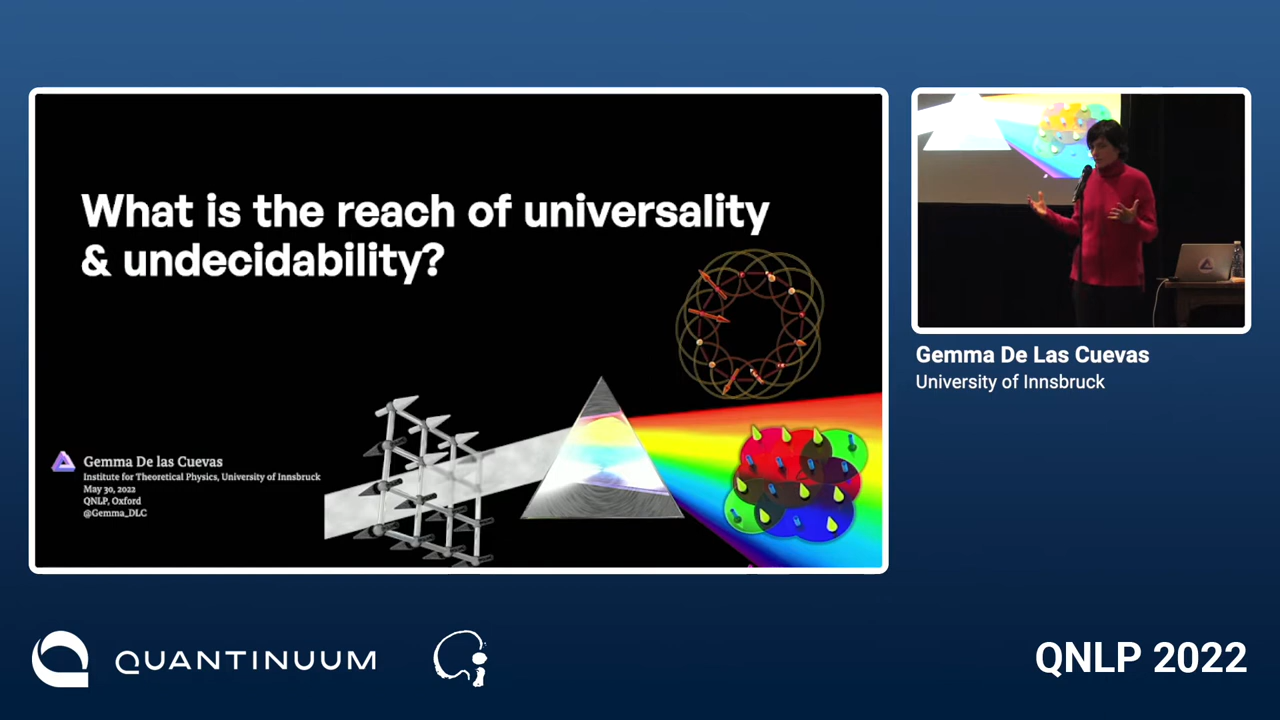 What is the reach of universality
& undecidability?
Gemma De las Cuevas
Institute for Theoretical Physics, University of Innsbruck
May 30, 2022
QNLP, Oxford
@Gemma_DLC
Gemma De Las Cuevas
University of Innsbruck
QUANTINUUM
QNLP 2022